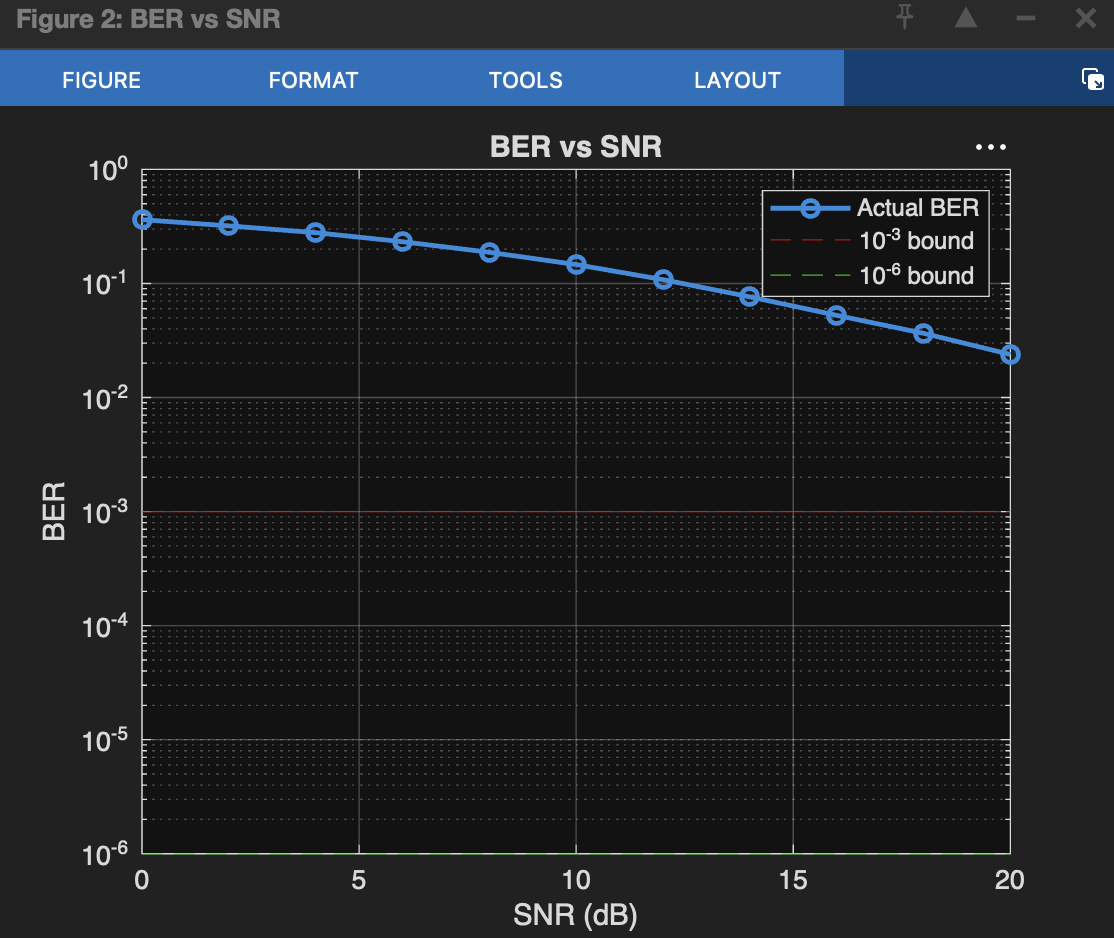 Figure 2: BER vs SNR
FIGURE FORMAT TOOLS LAYOUT
BER vs SNR
10⁰
10⁻¹
10⁻²
10⁻³
10⁻⁴
10⁻⁵
10⁻⁶
BER
Actual BER
10⁻³ bound
10⁻⁶ bound
0 5 10 15 20
SNR (dB)